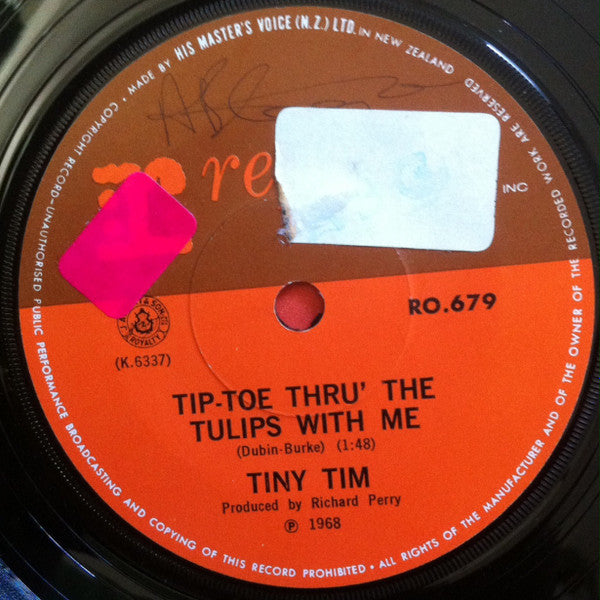 • MADE BY HIS MASTER'S VOICE (N.Z.) LTD. IN NEW ZEALAND
• COPYRIGHT RECORD—UNAUTHORISED PUBLIC PERFORMANCE BROADCASTING AND COPYING OF THIS RECORD PROHIBITED • ALL RIGHTS OF THE MANUFACTURER AND OF THE OWNER OF THE RECORDED WORK ARE RESERVED
re
INC
RO.679
ROYALTY
(K.6337)
TIP-TOE THRU' THE
TULIPS WITH ME
(Dubin-Burke) (1:48)
TINY TIM
Produced by Richard Perry
Ⓟ 1968